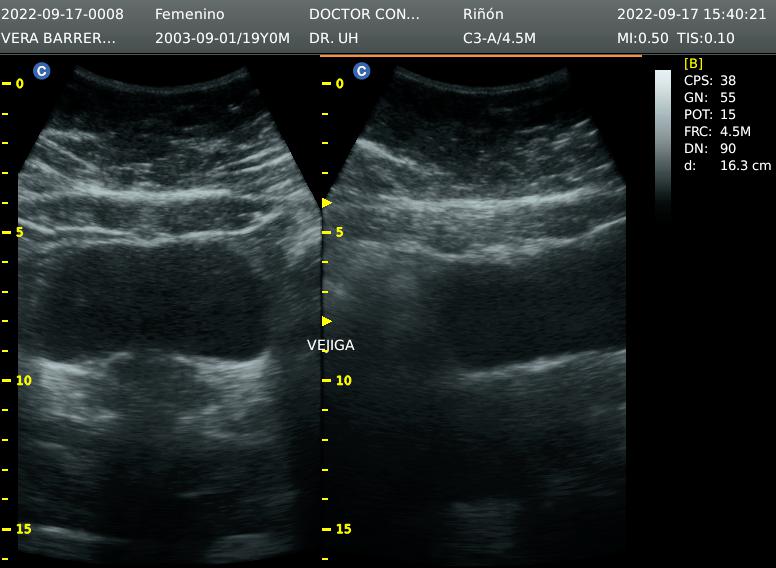 2022-09-17-0008 Femenino DOCTOR CON... Riñón 2022-09-17 15:40:21
VERA BARRER... 2003-09-01/19Y0M DR. UH C3-A/4.5M MI:0.50 TIS:0.10
C C [B]
0 0 CPS: 38
GN: 55
POT: 15
FRC: 4.5M
DN: 90
d: 16.3 cm
5 5
VEJIGA
10 10
15 15